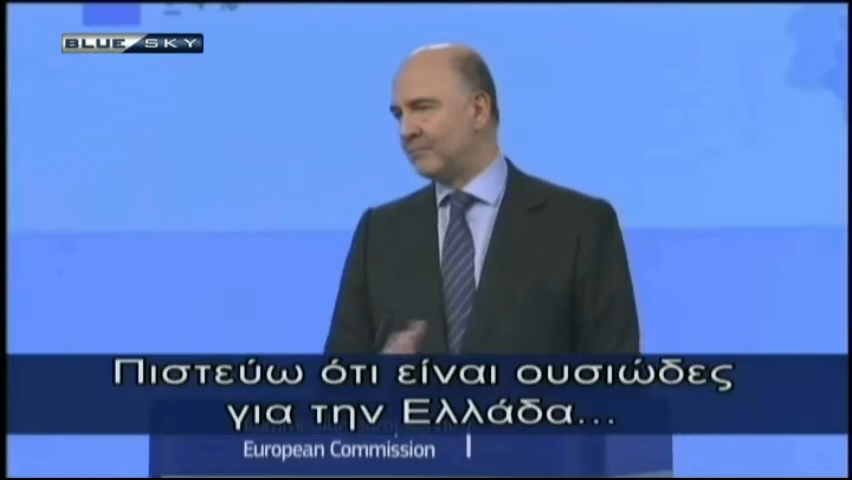 BLUE SKY
Πιστεύω ότι είναι ουσιώδες
για την Ελλάδα...
European Commission